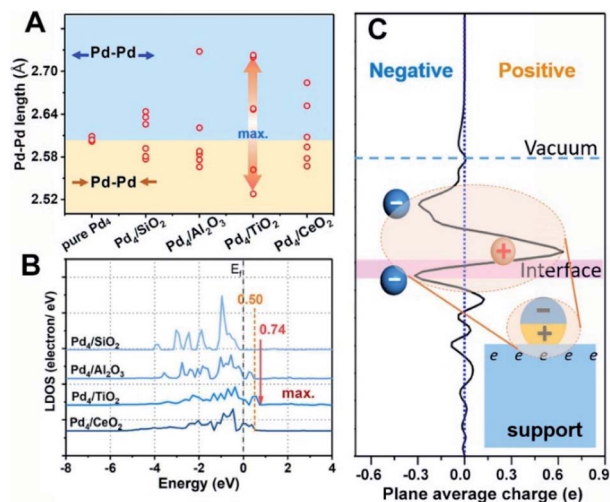 A
Pd-Pd length (Å)
2.70
2.64
2.58
2.52
Pd-Pd
Pd-Pd
max.
pure Pd₄
Pd₄/SiO₂
Pd₄/Al₂O₃
Pd₄/TiO₂
Pd₄/CeO₂
B
LDOS (electron/ eV)
E_f
0.50
0.74
max.
Pd₄/SiO₂
Pd₄/Al₂O₃
Pd₄/TiO₂
Pd₄/CeO₂
-8 -6 -4 -2 0 2 4
Energy (eV)
C
Negative Positive
Vacuum
−
+
Interface
−
−
+
e e e e e
support
-0.6 -0.3 0.0 0.3 0.6 0.9
Plane average charge (e)